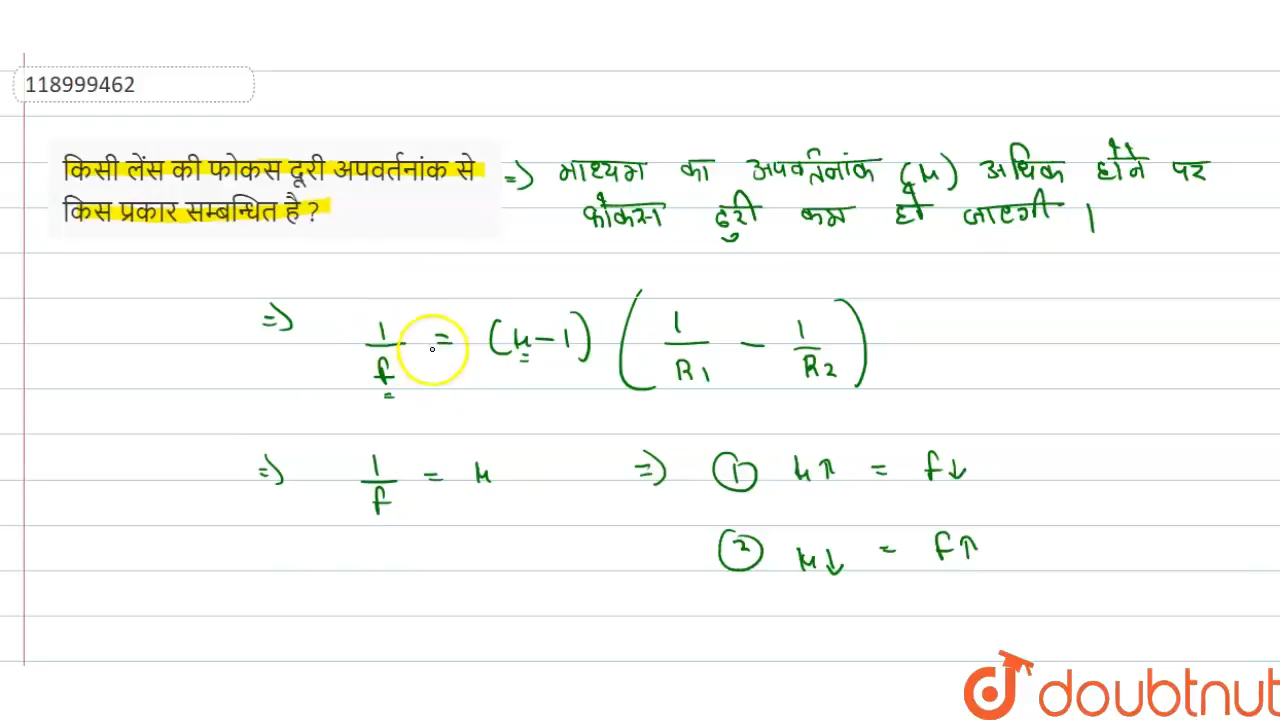 118999462
किसी लेंस की फोकस दूरी अपवर्तनांक से
किस प्रकार सम्बन्धित है ?
=> माध्यम का अपवर्तनांक (μ) अधिक होने पर
फोकस दुरी कम हो जाएगी ।
=> 1/f = (μ-1) (1/R1 - 1/R2)
=> 1/f = μ => ① μ↑ = f↓
② μ↓ = f↑
doubtnut